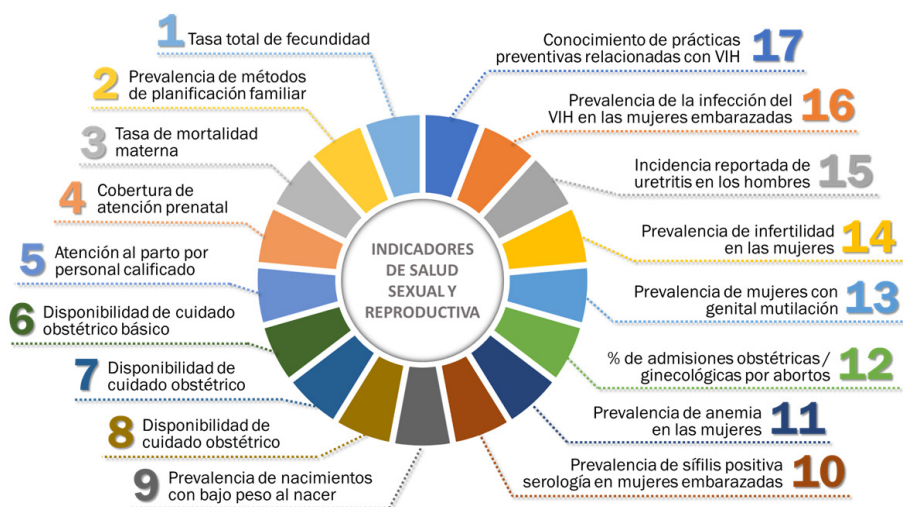 1 Tasa total de fecundidad
2 Prevalencia de métodos
de planificación familiar
3 Tasa de mortalidad
materna
4 Cobertura de
atención prenatal
5 Atención al parto por
personal calificado
6 Disponibilidad de cuidado
obstétrico básico
7 Disponibilidad de
cuidado obstétrico
8 Disponibilidad de
cuidado obstétrico
9 Prevalencia de nacimientos
con bajo peso al nacer
INDICADORES
DE SALUD
SEXUAL Y
REPRODUCTIVA
Conocimiento de prácticas
preventivas relacionadas con VIH 17
Prevalencia de la infección del
VIH en las mujeres embarazadas 16
Incidencia reportada de
uretritis en los hombres 15
Prevalencia de infertilidad
en las mujeres 14
Prevalencia de mujeres con
genital mutilación 13
% de admisiones obstétricas/
ginecológicas por abortos 12
Prevalencia de anemia
en las mujeres 11
Prevalencia de sífilis positiva
serología en mujeres embarazadas 10